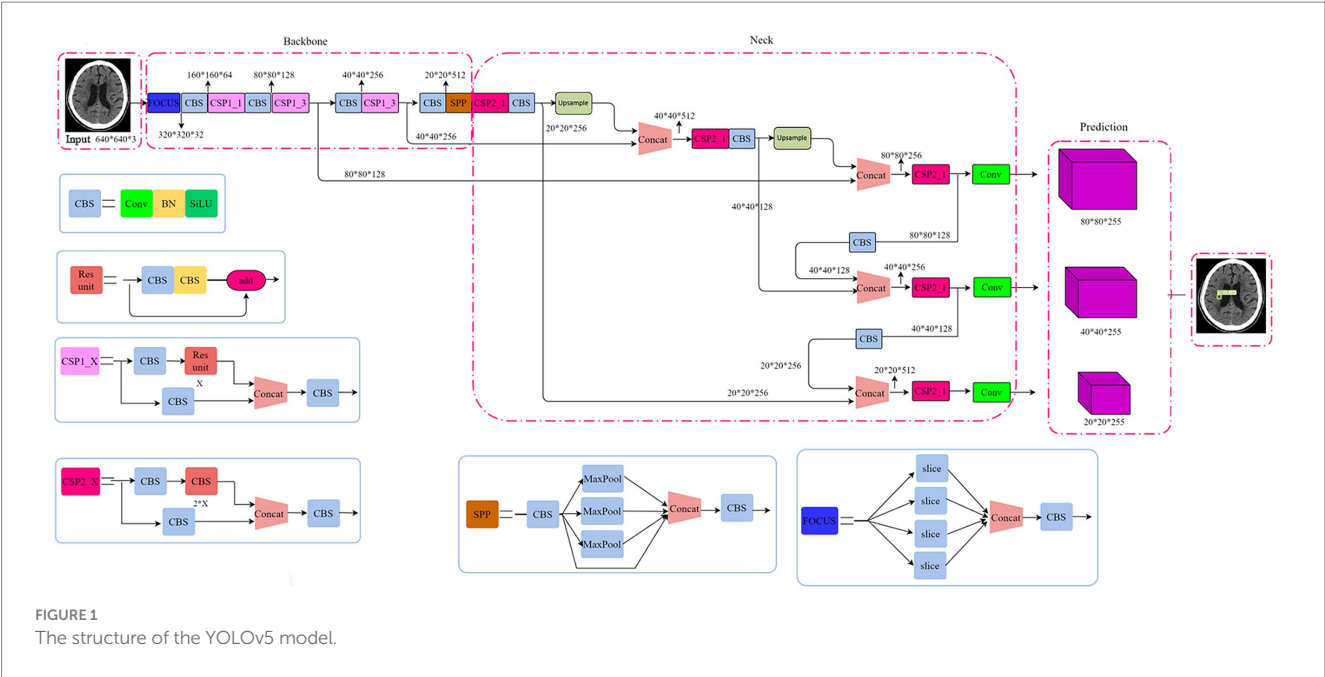 Backbone
Neck
160*160*64
80*80*128
40*40*256
20*20*512
FOCUS
CBS
CSP1_1
CBS
CSP1_3
CBS
CSP1_3
CBS
SPP
CSP2_1
CBS
Upsample
Input 640*640*3
320*320*32
40*40*256
20*20*256
40*40*512
Concat
CSP2_1
CBS
Upsample
Prediction
80*80*128
80*80*256
Concat
CSP2_1
Conv
80*80*255
40*40*128
CBS
80*80*128
40*40*128
40*40*256
Concat
CSP2_1
Conv
40*40*255
CBS
40*40*128
20*20*256
20*20*512
20*20*256
Concat
CSP2_1
Conv
20*20*255
CBS
Conv
BN
SiLU
Res
unit
CBS
CBS
add
CSP1_X
CBS
Res
unit
X
CBS
Concat
CBS
CSP2_X
CBS
CBS
2*X
CBS
Concat
CBS
SPP
CBS
MaxPool
MaxPool
MaxPool
Concat
CBS
FOCUS
slice
slice
slice
slice
Concat
CBS
FIGURE 1
The structure of the YOLOv5 model.